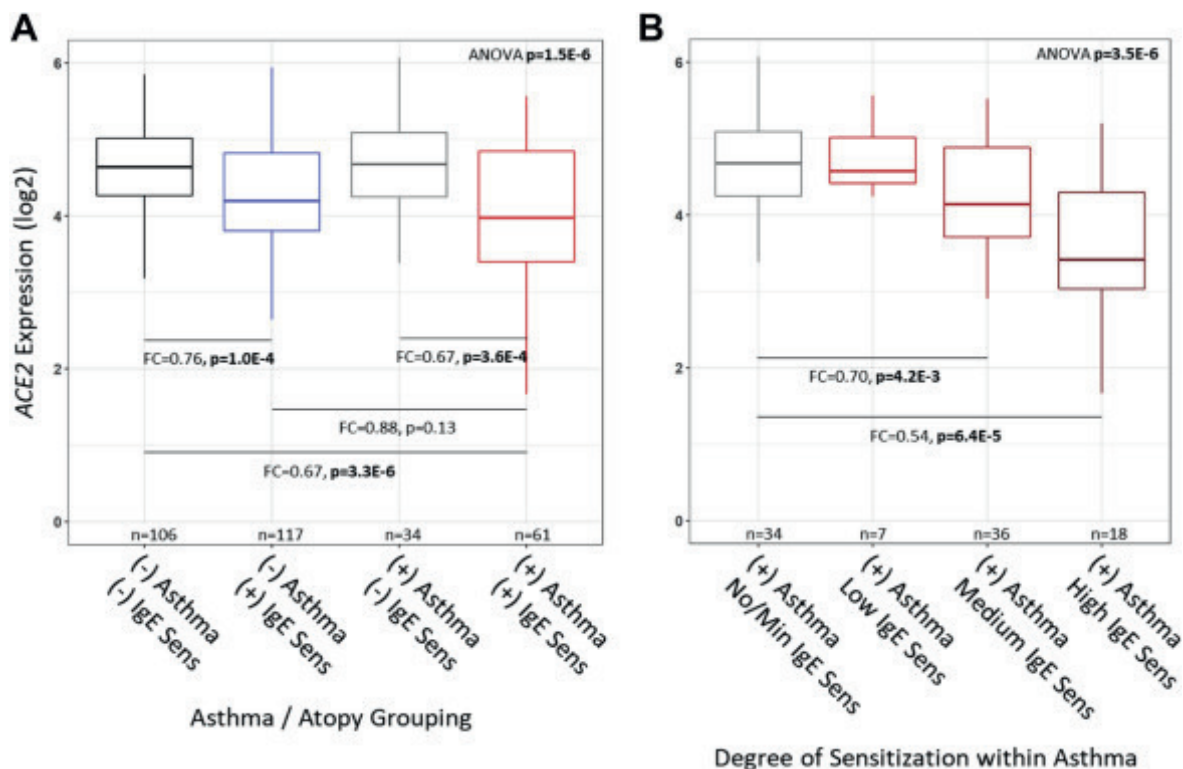 A
ANOVA p=1.5E-6
6
4
2
0
ACE2 Expression (log2)
FC=0.76, p=1.0E-4
FC=0.67, p=3.6E-4
FC=0.88, p=0.13
FC=0.67, p=3.3E-6
n=106
n=117
n=34
n=61
(-) Asthma
(-) IgE Sens
(-) Asthma
(+) IgE Sens
(+) Asthma
(-) IgE Sens
(+) Asthma
(+) IgE Sens
Asthma / Atopy Grouping
B
ANOVA p=3.5E-6
6
4
2
0
FC=0.70, p=4.2E-3
FC=0.54, p=6.4E-5
n=34
n=7
n=36
n=18
(+) Asthma
No/Min IgE Sens
(+) Asthma
Low IgE Sens
(+) Asthma
Medium IgE Sens
(+) Asthma
High IgE Sens
Degree of Sensitization within Asthma